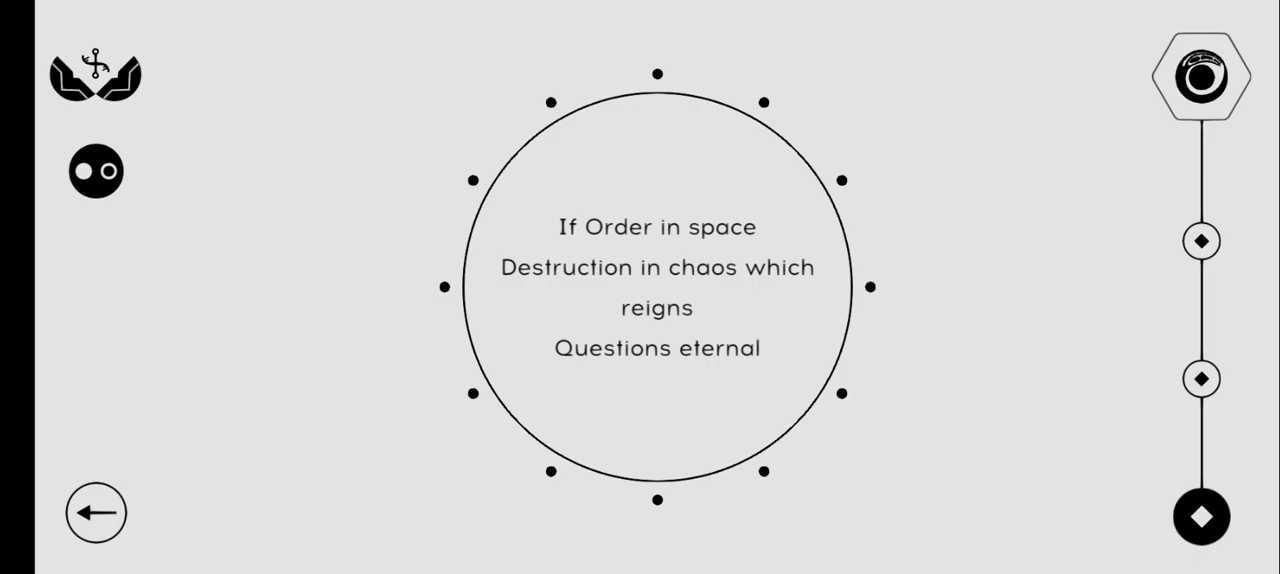 If Order in space
Destruction in chaos which
reigns
Questions eternal